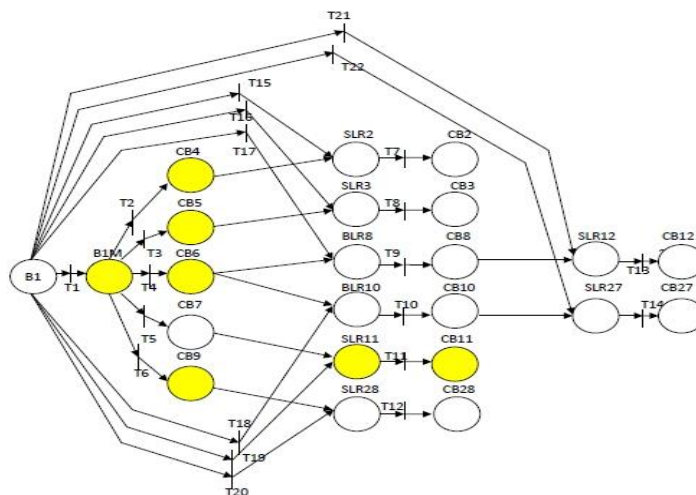 T21
T22
T15
T16
T17
CB4
SLR2
T7
CB2
T2
CB5
SLR3
T8
CB3
B1M
T3
CB6
BLR8
T9
CB8
SLR12
CB12
B1
T1
T4
T13
CB7
BLR10
T10
CB10
SLR27
T14
CB27
T5
T6
CB9
SLR11
T11
CB11
SLR28
T12
CB28
T18
T19
T20